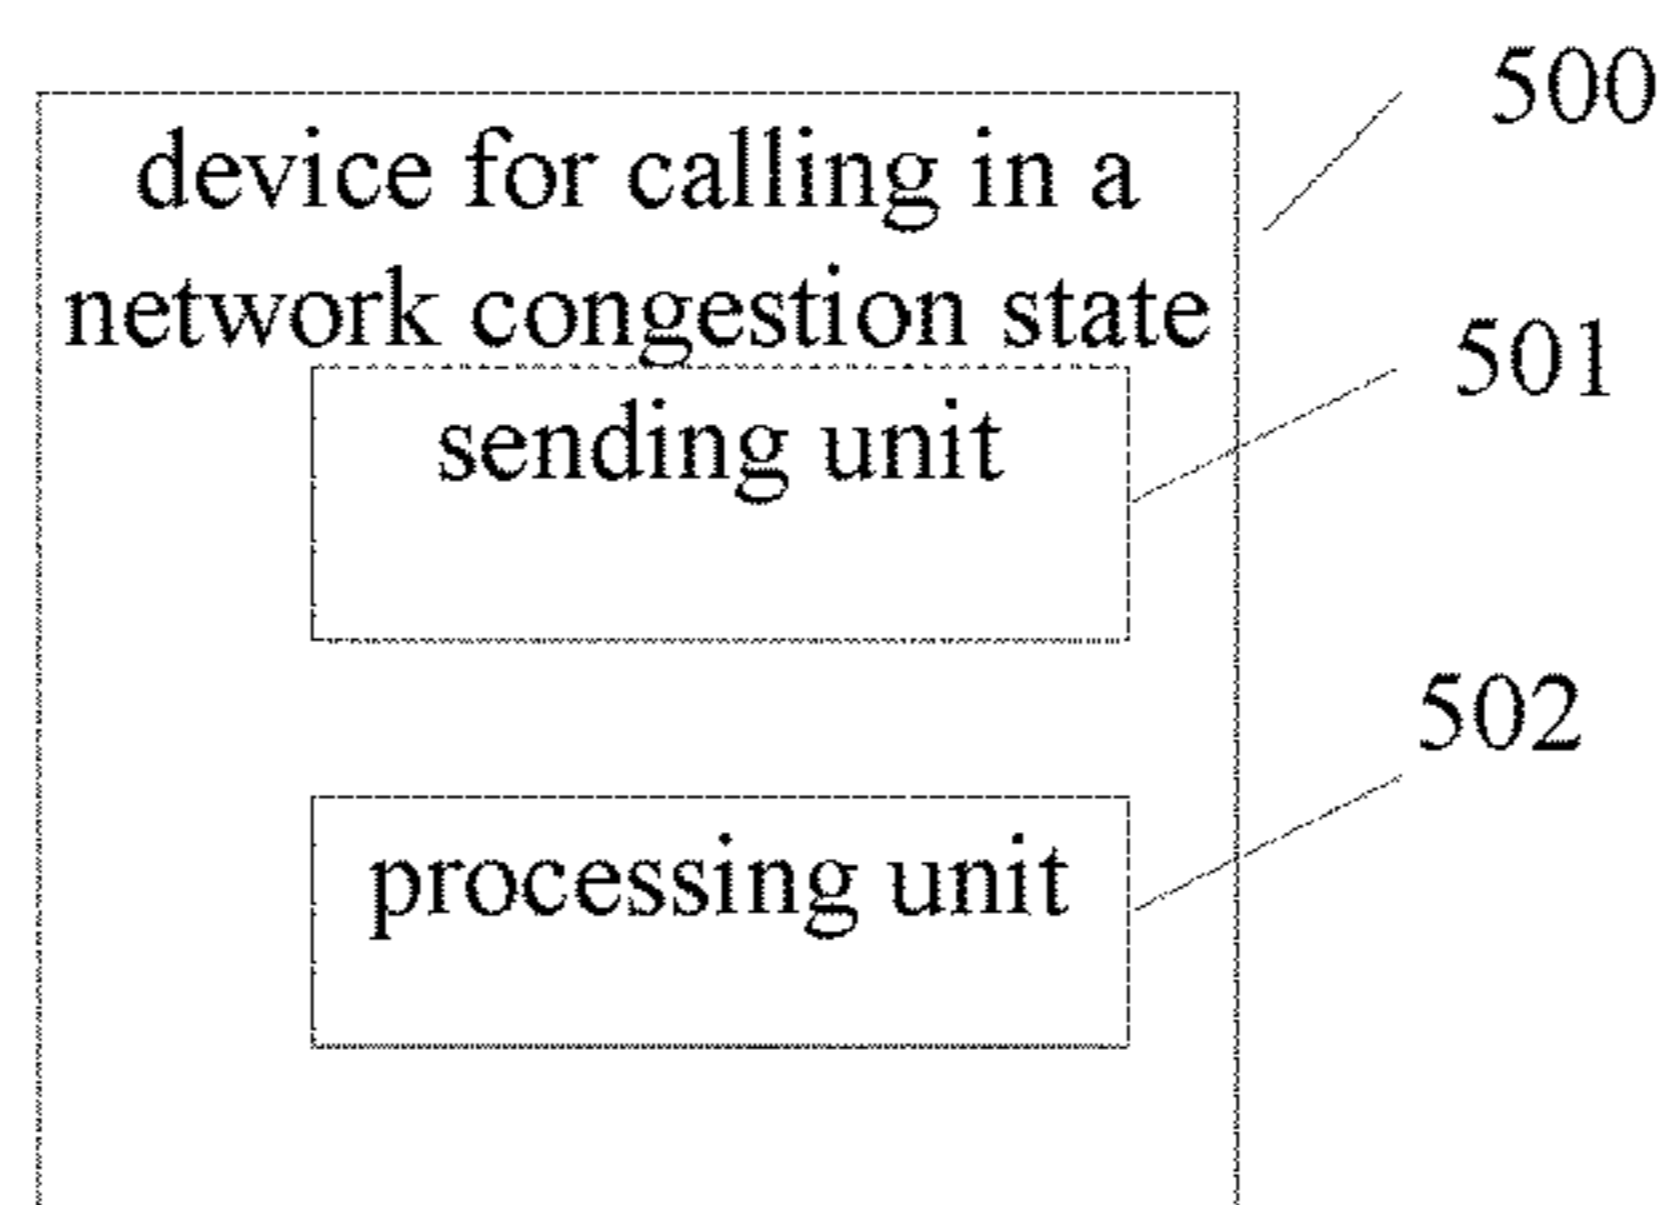 500
device for calling in a
network congestion state
501
sending unit
502
processing unit